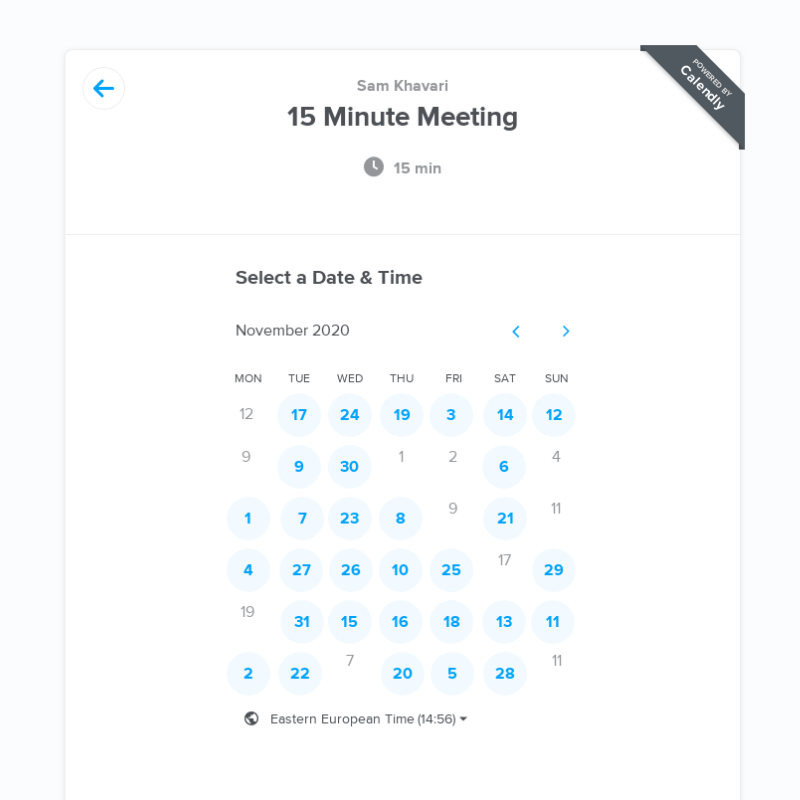 POWERED BY
Calendly
Sam Khavari
15 Minute Meeting
15 min
Select a Date & Time
November 2020
MON TUE WED THU FRI SAT SUN
12 17 24 19 3 14 12
9 9 30 1 2 6 4
1 7 23 8 9 21 11
4 27 26 10 25 17 29
19 31 15 16 18 13 11
2 22 7 20 5 28 11
Eastern European Time (14:56)